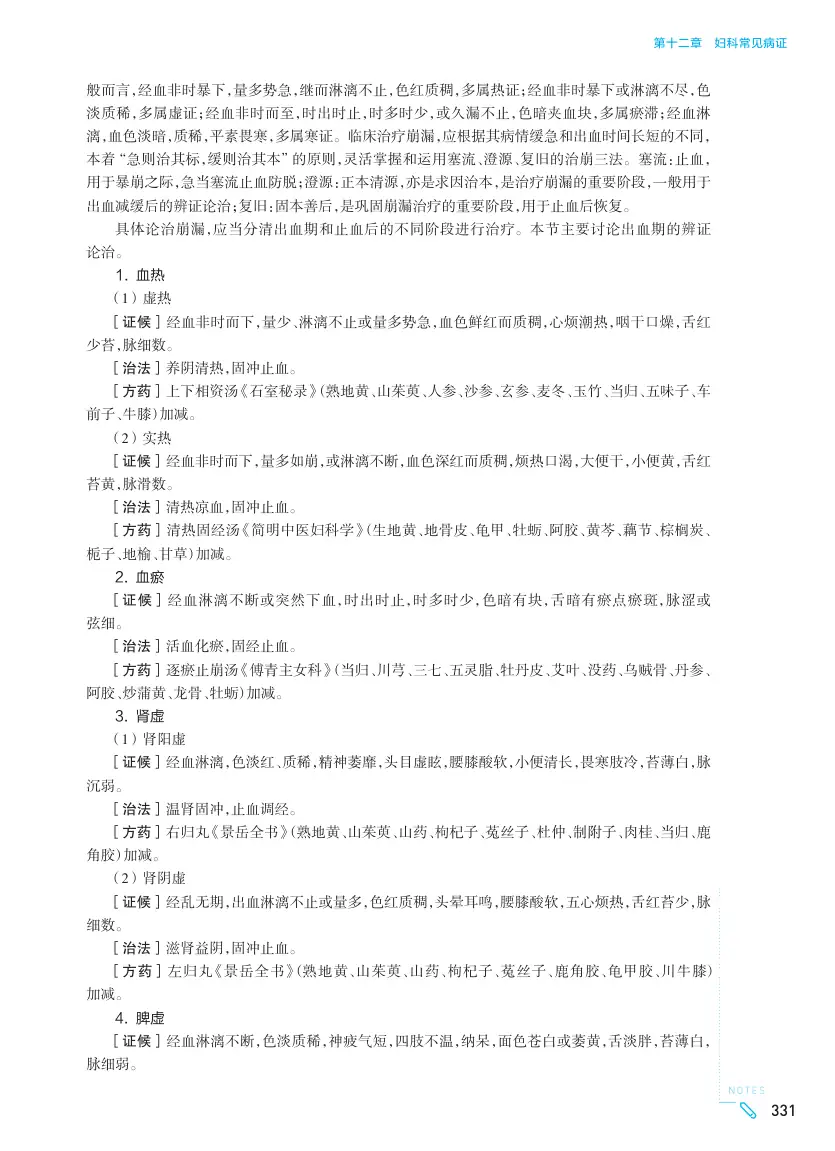 第十二章 妇科常见病证
般而言,经血非时暴下,量多势急,继而淋漓不止,色红质稠,多属热证;经血非时暴下或淋漓不尽,色
淡质稀,多属虚证;经血非时而至,时出时止,时多时少,或久漏不止,色暗夹血块,多属瘀滞;经血淋
漓,血色淡暗,质稀,平素畏寒,多属寒证。临床治疗崩漏,应根据其病情缓急和出血时间长短的不同,
本着“急则治其标,缓则治其本”的原则,灵活掌握和运用塞流、澄源、复旧的治崩三法。塞流:止血,
用于暴崩之际,急当塞流止血防脱;澄源:正本清源,亦是求因治本,是治疗崩漏的重要阶段,一般用于
出血减缓后的辨证论治;复旧:固本善后,是巩固崩漏治疗的重要阶段,用于止血后恢复。
具体论治崩漏,应当分清出血期和止血后的不同阶段进行治疗。本节主要讨论出血期的辨证
论治。
1. 血热
(1)虚热
[证候]经血非时而下,量少、淋漓不止或量多势急,血色鲜红而质稠,心烦潮热,咽干口燥,舌红
少苔,脉细数。
[治法]养阴清热,固冲止血。
[方药]上下相资汤《石室秘录》(熟地黄、山茱萸、人参、沙参、玄参、麦冬、玉竹、当归、五味子、车
前子、牛膝)加减。
(2)实热
[证候]经血非时而下,量多如崩,或淋漓不断,血色深红而质稠,烦热口渴,大便干,小便黄,舌红
苔黄,脉滑数。
[治法]清热凉血,固冲止血。
[方药]清热固经汤《简明中医妇科学》(生地黄、地骨皮、龟甲、牡蛎、阿胶、黄芩、藕节、棕榈炭、
栀子、地榆、甘草)加减。
2. 血瘀
[证候]经血淋漓不断或突然下血,时出时止,时多时少,色暗有块,舌暗有瘀点瘀斑,脉涩或
弦细。
[治法]活血化瘀,固经止血。
[方药]逐瘀止崩汤《傅青主女科》(当归、川芎、三七、五灵脂、牡丹皮、艾叶、没药、乌贼骨、丹参、
阿胶、炒蒲黄、龙骨、牡蛎)加减。
3. 肾虚
(1)肾阳虚
[证候]经血淋漓,色淡红、质稀,精神萎靡,头目虚眩,腰膝酸软,小便清长,畏寒肢冷,苔薄白,脉
沉弱。
[治法]温肾固冲,止血调经。
[方药]右归丸《景岳全书》(熟地黄、山茱萸、山药、枸杞子、菟丝子、杜仲、制附子、肉桂、当归、鹿
角胶)加减。
(2)肾阴虚
[证候]经乱无期,出血淋漓不止或量多,色红质稠,头晕耳鸣,腰膝酸软,五心烦热,舌红苔少,脉
细数。
[治法]滋肾益阴,固冲止血。
[方药]左归丸《景岳全书》(熟地黄、山茱萸、山药、枸杞子、菟丝子、鹿角胶、龟甲胶、川牛膝)
加减。
4. 脾虚
[证候]经血淋漓不断,色淡质稀,神疲气短,四肢不温,纳呆,面色苍白或萎黄,舌淡胖,苔薄白,
脉细弱。
NOTES
331